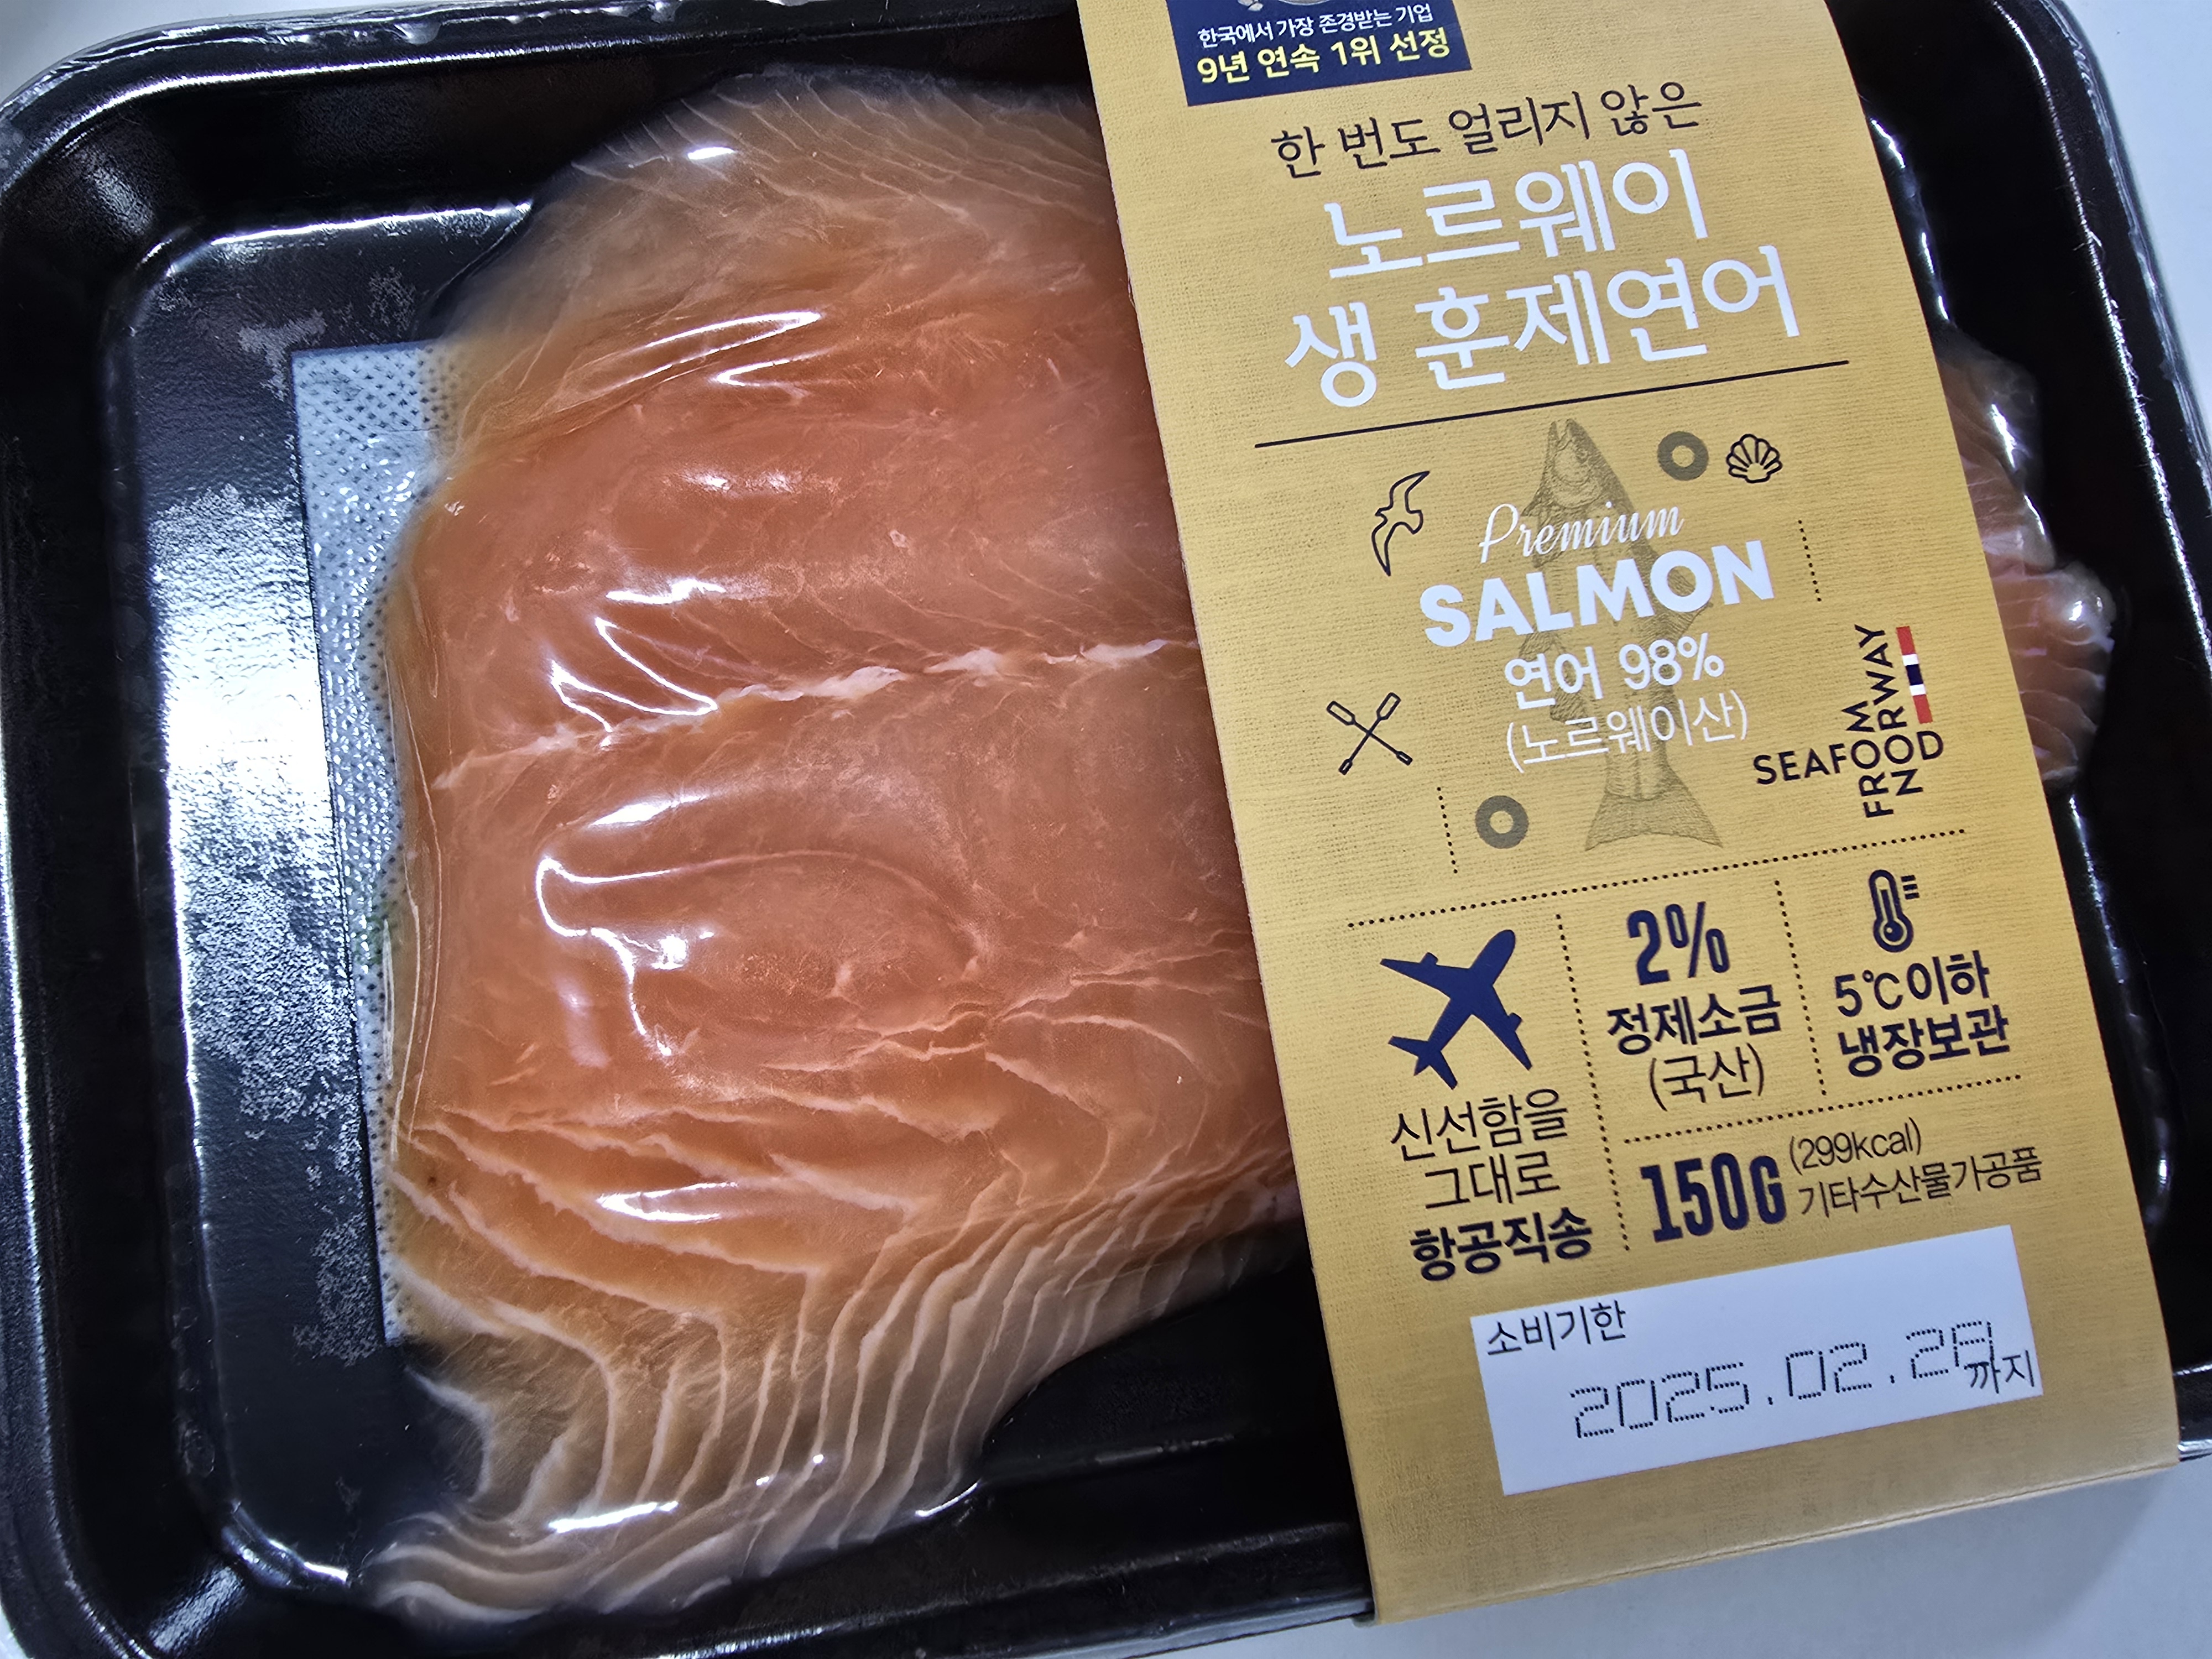 한국에서 가장 존경받는 기업
9년 연속 1위 선정
한 번도 얼리지 않은
노르웨이
생 훈제연어
Premium
SALMON
연어 98%
(노르웨이산)
SEAFOOD
FROM
NORWAY
신선함을
그대로
항공직송
2%
정제소금
(국산)
5℃이하
냉장보관
150G
(299kcal)
기타수산물가공품
소비기한
2025.02.28까지